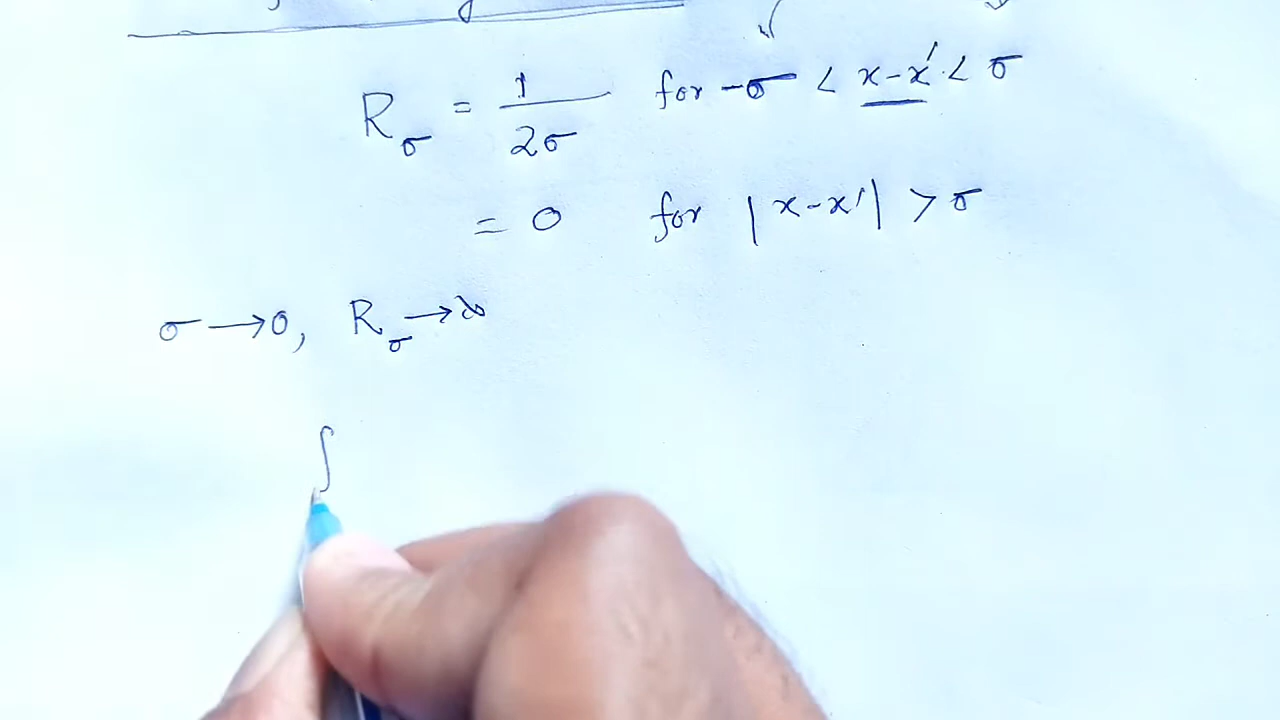 R_σ = 1/2σ for -σ < x-x' < σ
= 0 for |x-x'| > σ
σ → 0, R_σ → ∞
∫